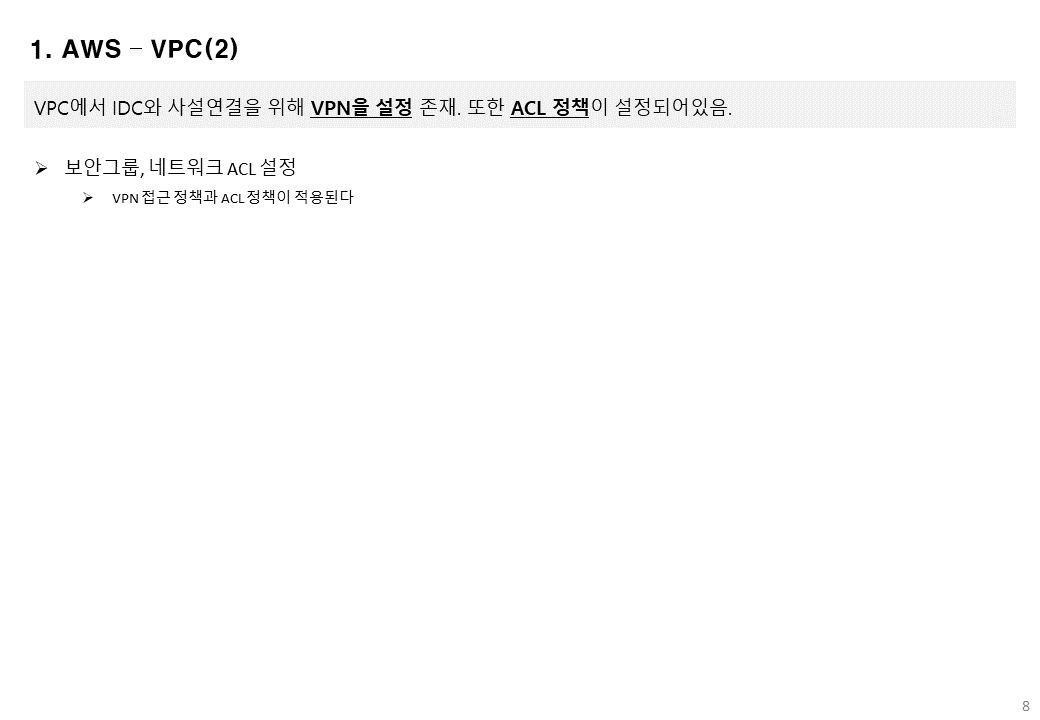 1. AWS – VPC(2)
VPC에서 IDC와 사설연결을 위해 VPN을 설정 존재. 또한 ACL 정책이 설정되어있음.
➢ 보안그룹, 네트워크 ACL 설정
➢ VPN 접근 정책과 ACL 정책이 적용된다
8